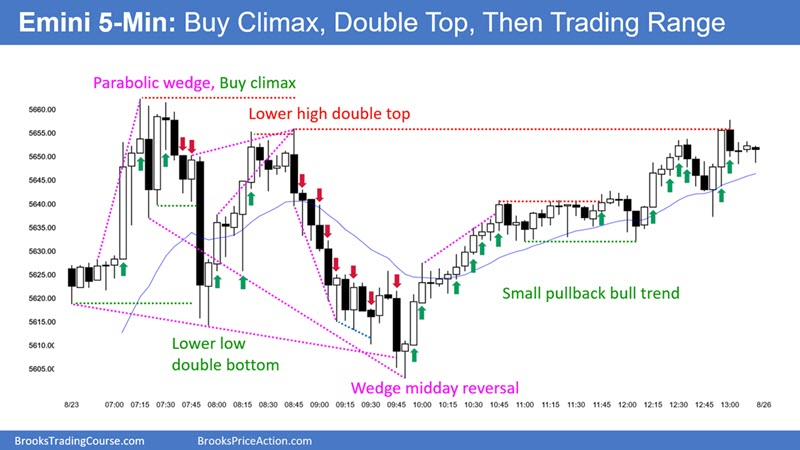 Emini 5-Min: Buy Climax, Double Top, Then Trading Range
Parabolic wedge, Buy climax
Lower high double top
5660.00
5655.00
5650.00
5645.00
5640.00
5635.00
5630.00
5625.00
5620.00
5615.00
5610.00
5605.00
Small pullback bull trend
Lower low
double bottom
Wedge midday reversal
8/23 07:00 07:15 07:30 07:45 08:00 08:15 08:30 08:45 09:00 09:15 09:30 09:45 10:00 10:15 10:30 10:45 11:00 11:15 11:30 11:45 12:00 12:15 12:30 12:45 13:00 8/26
BrooksTradingCourse.com BrooksPriceAction.com